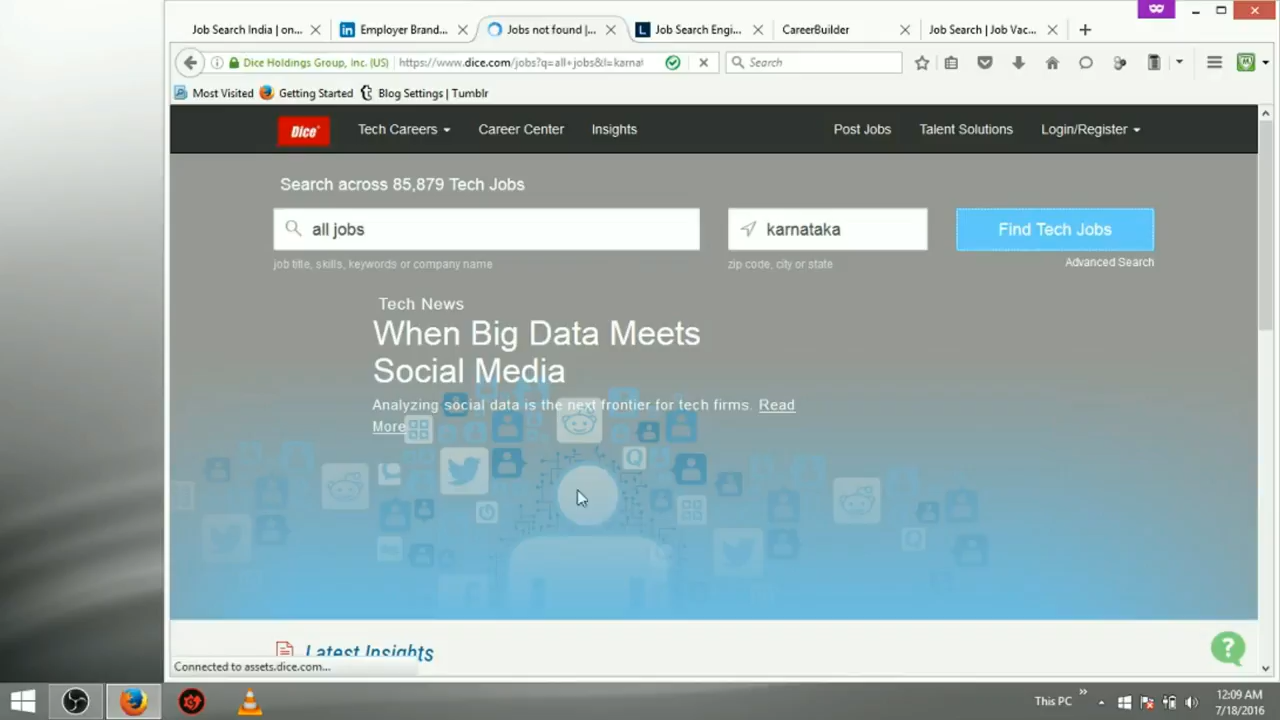 Job Search India | on...
Employer Brand...
Jobs not found |...
Job Search Engi...
CareerBuilder
Job Search | Job Vac...
Dice Holdings Group, Inc. (US)
https://www.dice.com/jobs?q=all+jobs&l=karnat
Search
Most Visited
Getting Started
Blog Settings | Tumblr
Dice
Tech Careers
Career Center
Insights
Post Jobs
Talent Solutions
Login/Register
Search across 85,879 Tech Jobs
all jobs
karnataka
Find Tech Jobs
job title, skills, keywords or company name
zip code, city or state
Advanced Search
Tech News
When Big Data Meets
Social Media
Analyzing social data is the next frontier for tech firms. Read
More
Latest Insights
Connected to assets.dice.com...
This PC
12:09 AM
7/18/2016